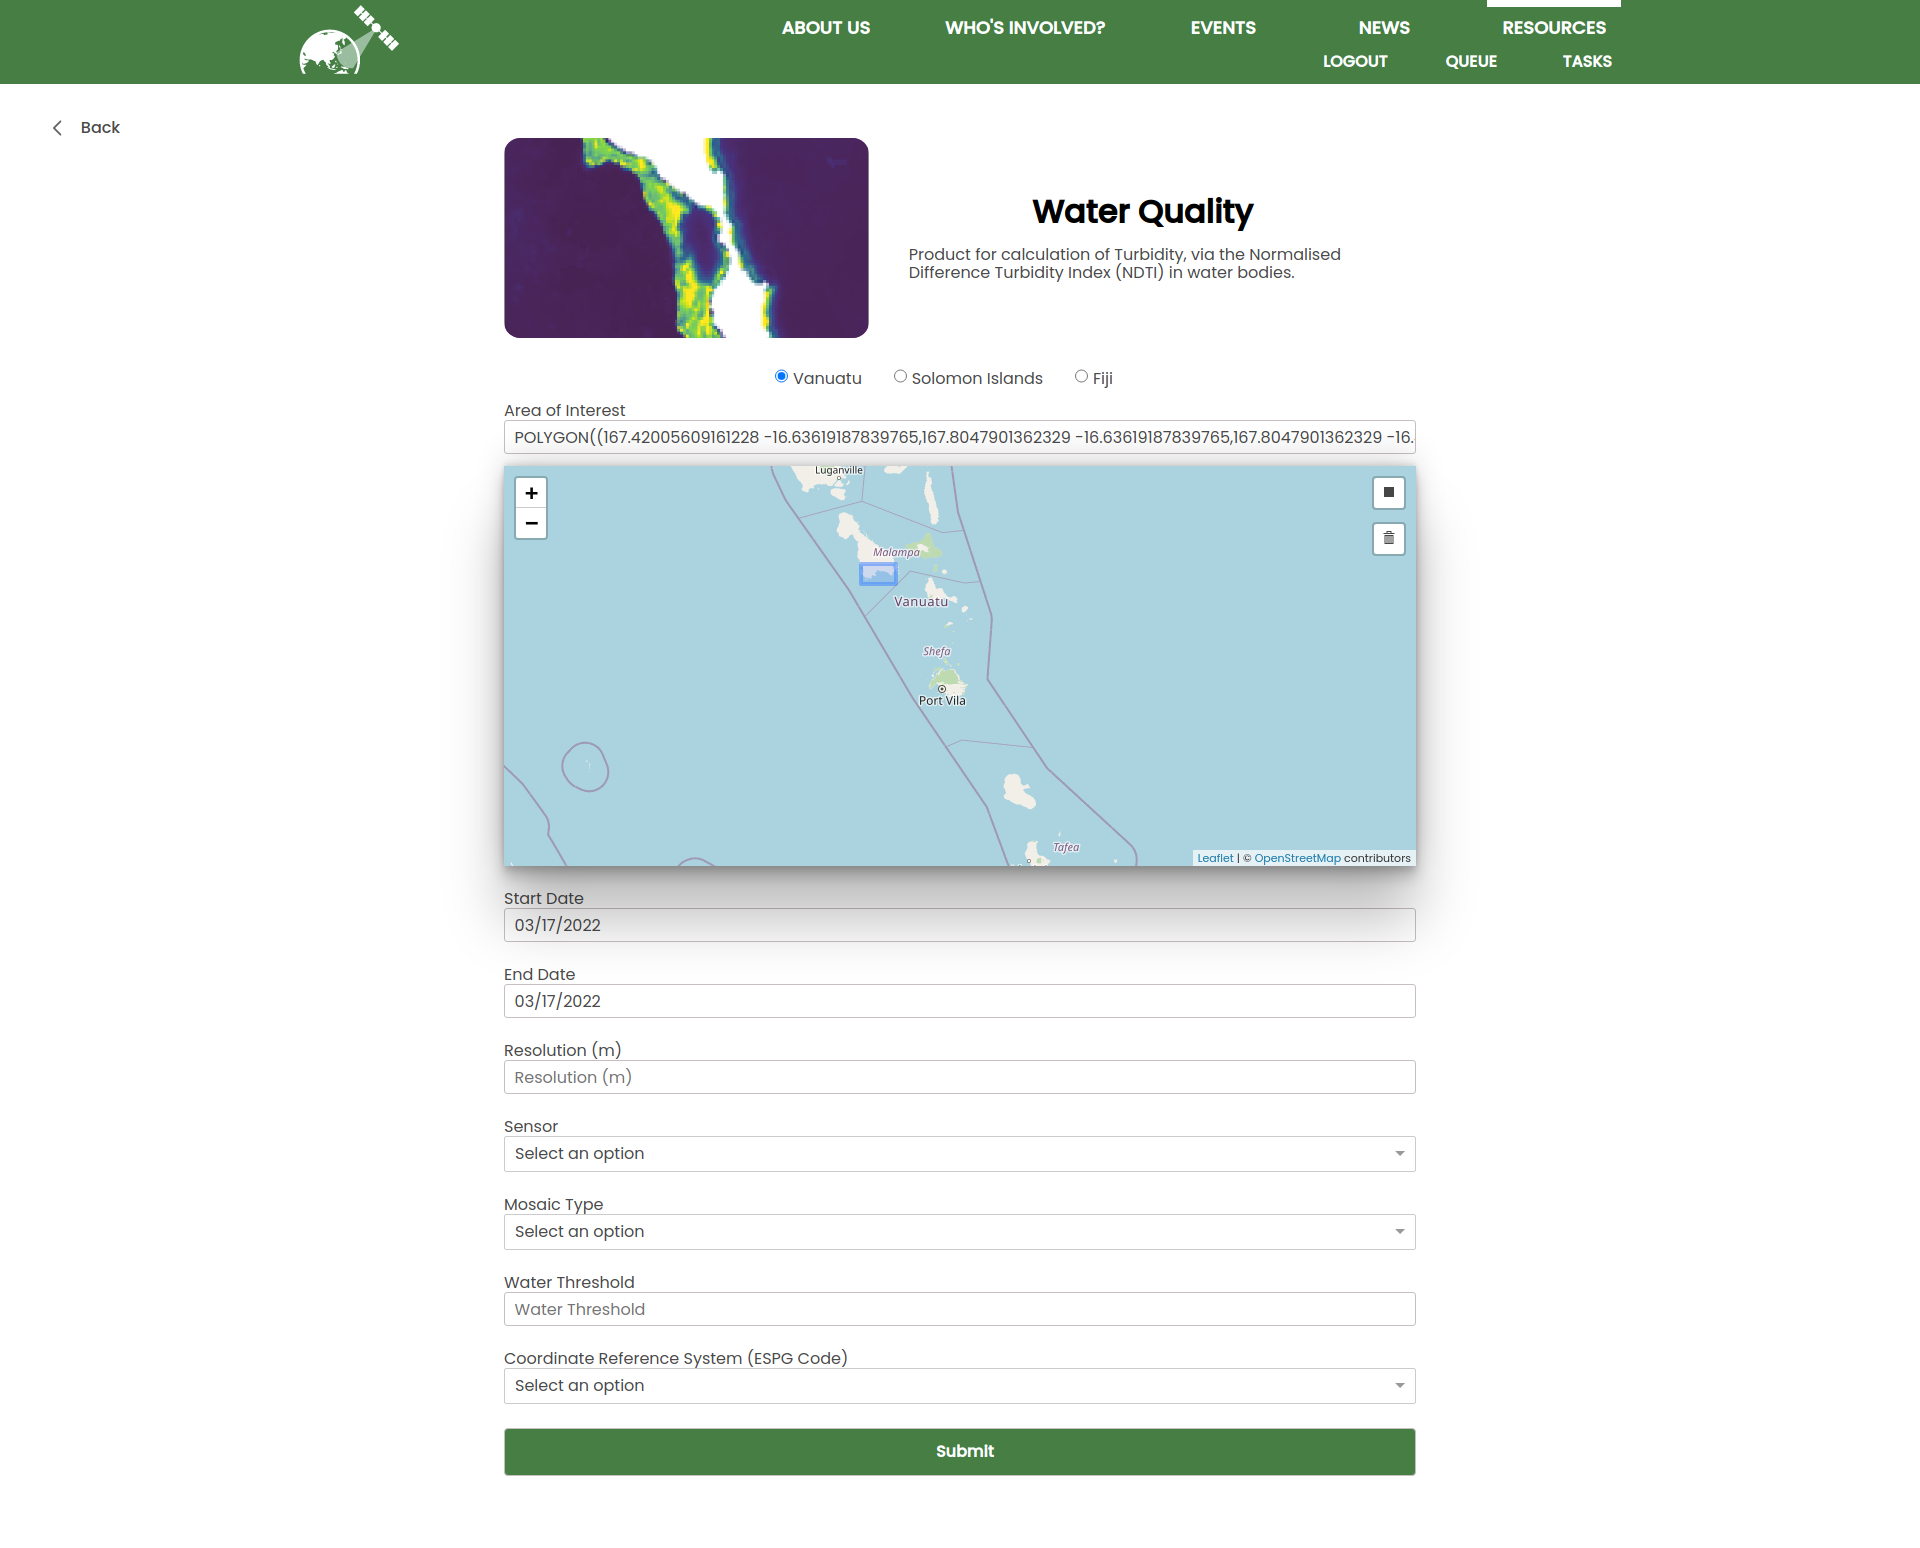 ABOUT US
WHO'S INVOLVED?
EVENTS
NEWS
RESOURCES
LOGOUT
QUEUE
TASKS
Back
Water Quality
Product for calculation of Turbidity, via the Normalised
Difference Turbidity Index (NDTI) in water bodies.
Vanuatu
Solomon Islands
Fiji
Area of Interest
POLYGON((167.42005609161228 -16.63619187839765,167.8047901362329 -16.63619187839765,167.8047901362329 -16.
Luganville
+
−
Malampa
Vanuatu
Shefa
Port Vila
Tafea
Leaflet | © OpenStreetMap contributors
Start Date
03/17/2022
End Date
03/17/2022
Resolution (m)
Resolution (m)
Sensor
Select an option
Mosaic Type
Select an option
Water Threshold
Water Threshold
Coordinate Reference System (ESPG Code)
Select an option
Submit